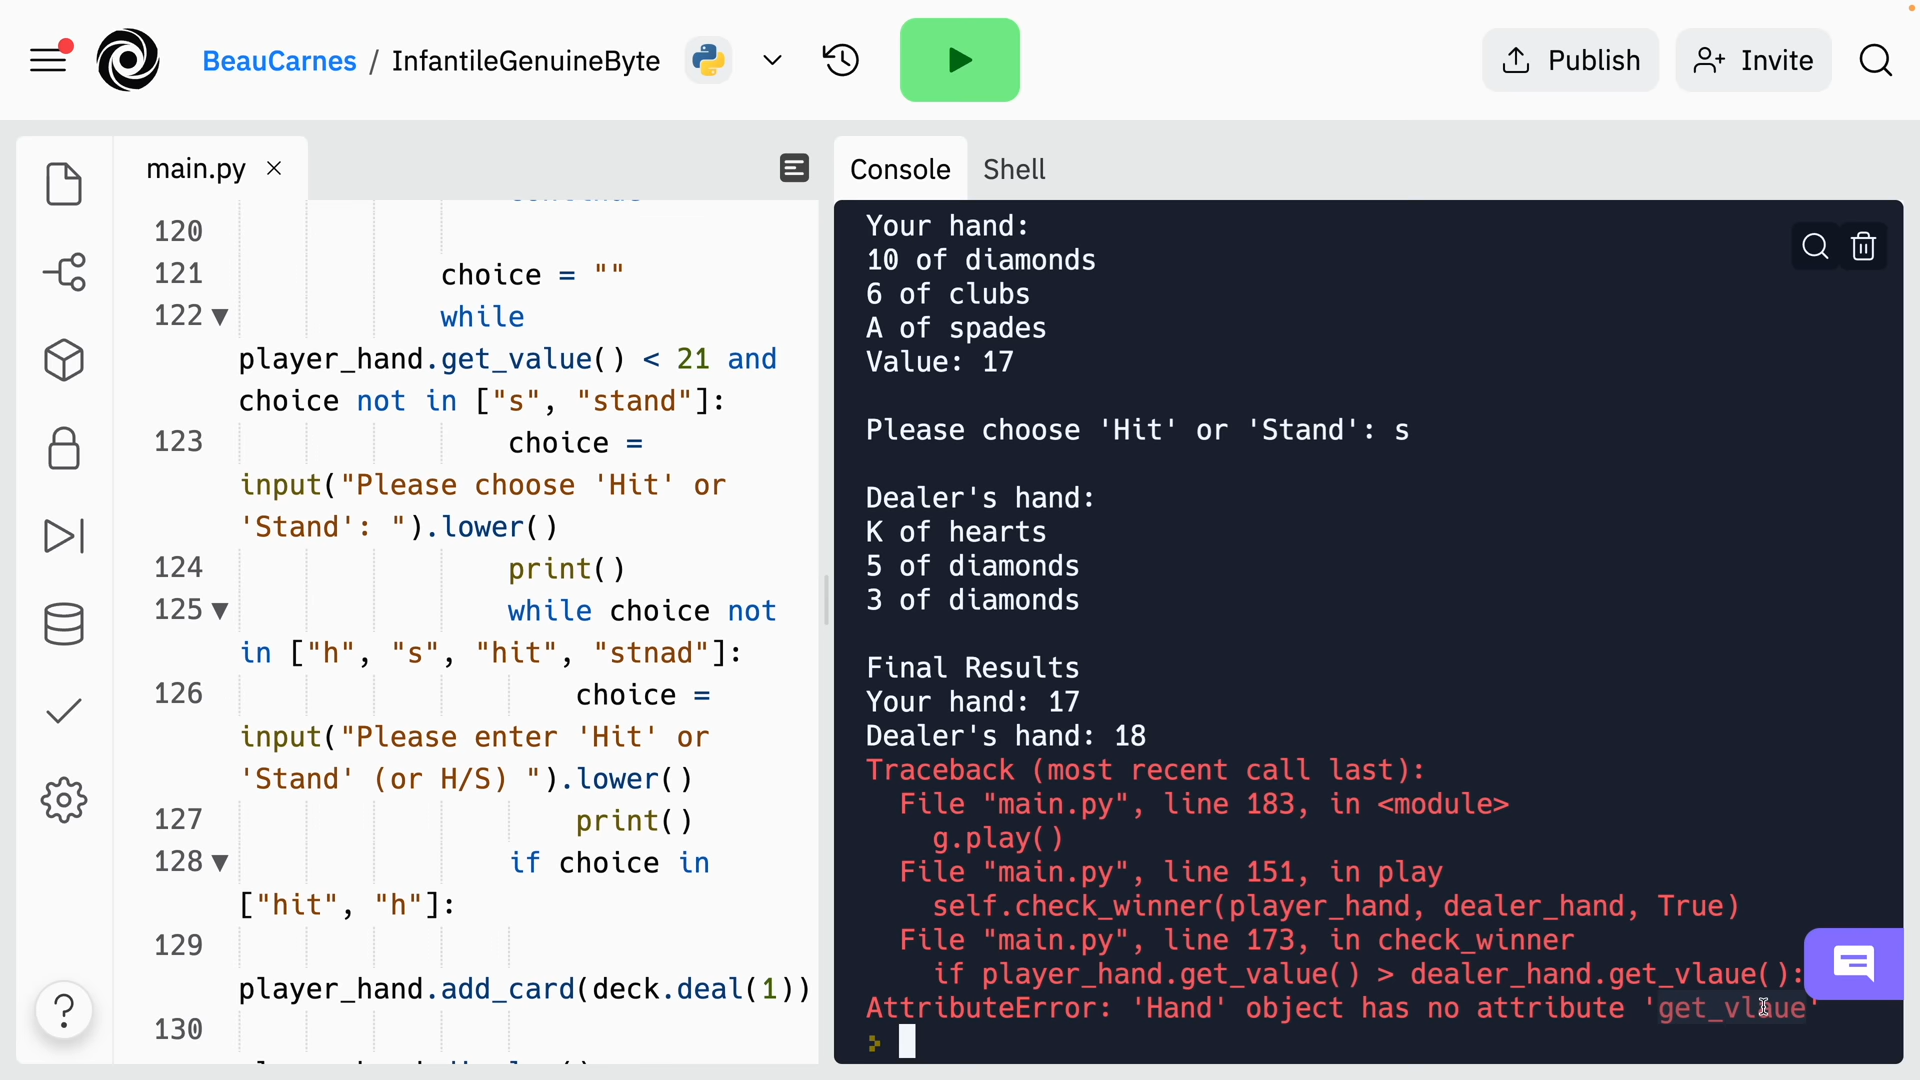 BeauCarnes / InfantileGenuineByte
Publish
Invite
main.py
Console
Shell
120
121 choice = ""
122 while
player_hand.get_value() < 21 and
choice not in ["s", "stand"]:
123 choice =
input("Please choose 'Hit' or
'Stand': ").lower()
124 print()
125 while choice not
in ["h", "s", "hit", "stnad"]:
126 choice =
input("Please enter 'Hit' or
'Stand' (or H/S) ").lower()
127 print()
128 if choice in
["hit", "h"]:
129
player_hand.add_card(deck.deal(1))
130
?
Your hand:
10 of diamonds
6 of clubs
A of spades
Value: 17
Please choose 'Hit' or 'Stand': s
Dealer's hand:
K of hearts
5 of diamonds
3 of diamonds
Final Results
Your hand: 17
Dealer's hand: 18
Traceback (most recent call last):
File "main.py", line 183, in <module>
g.play()
File "main.py", line 151, in play
self.check_winner(player_hand, dealer_hand, True)
File "main.py", line 173, in check_winner
if player_hand.get_value() > dealer_hand.get_vlaue():
AttributeError: 'Hand' object has no attribute 'get_vlaue'